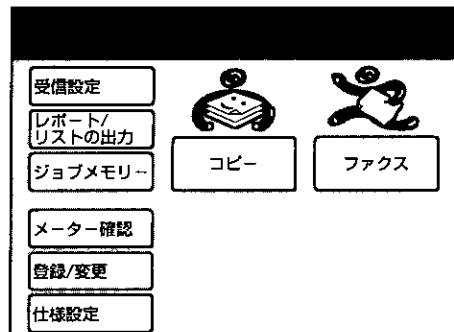 受信設定
レポート/
リストの出力
ジョブメモリー
コピー
ファクス
メーター確認
登録/変更
仕様設定